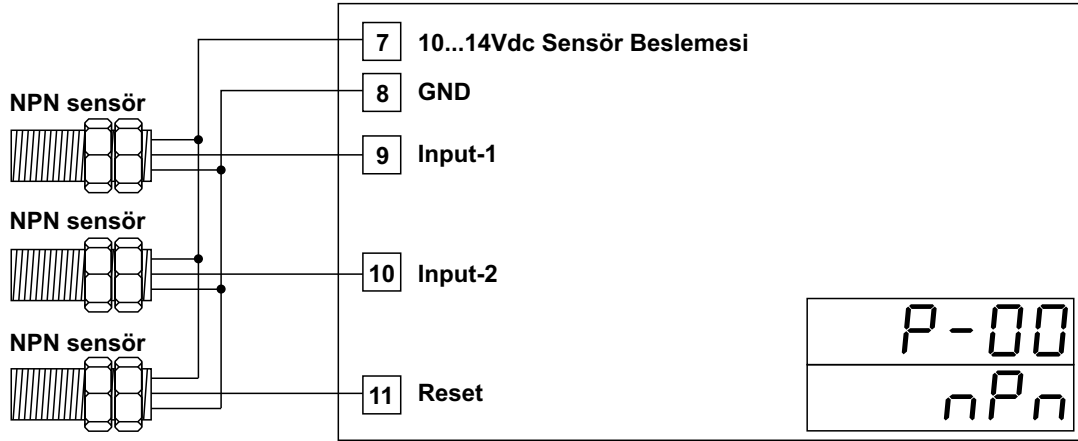 7 10...14Vdc Sensör Beslemesi
8 GND
NPN sensör
9 Input-1
NPN sensör
10 Input-2
NPN sensör
11 Reset
P-00
nPn